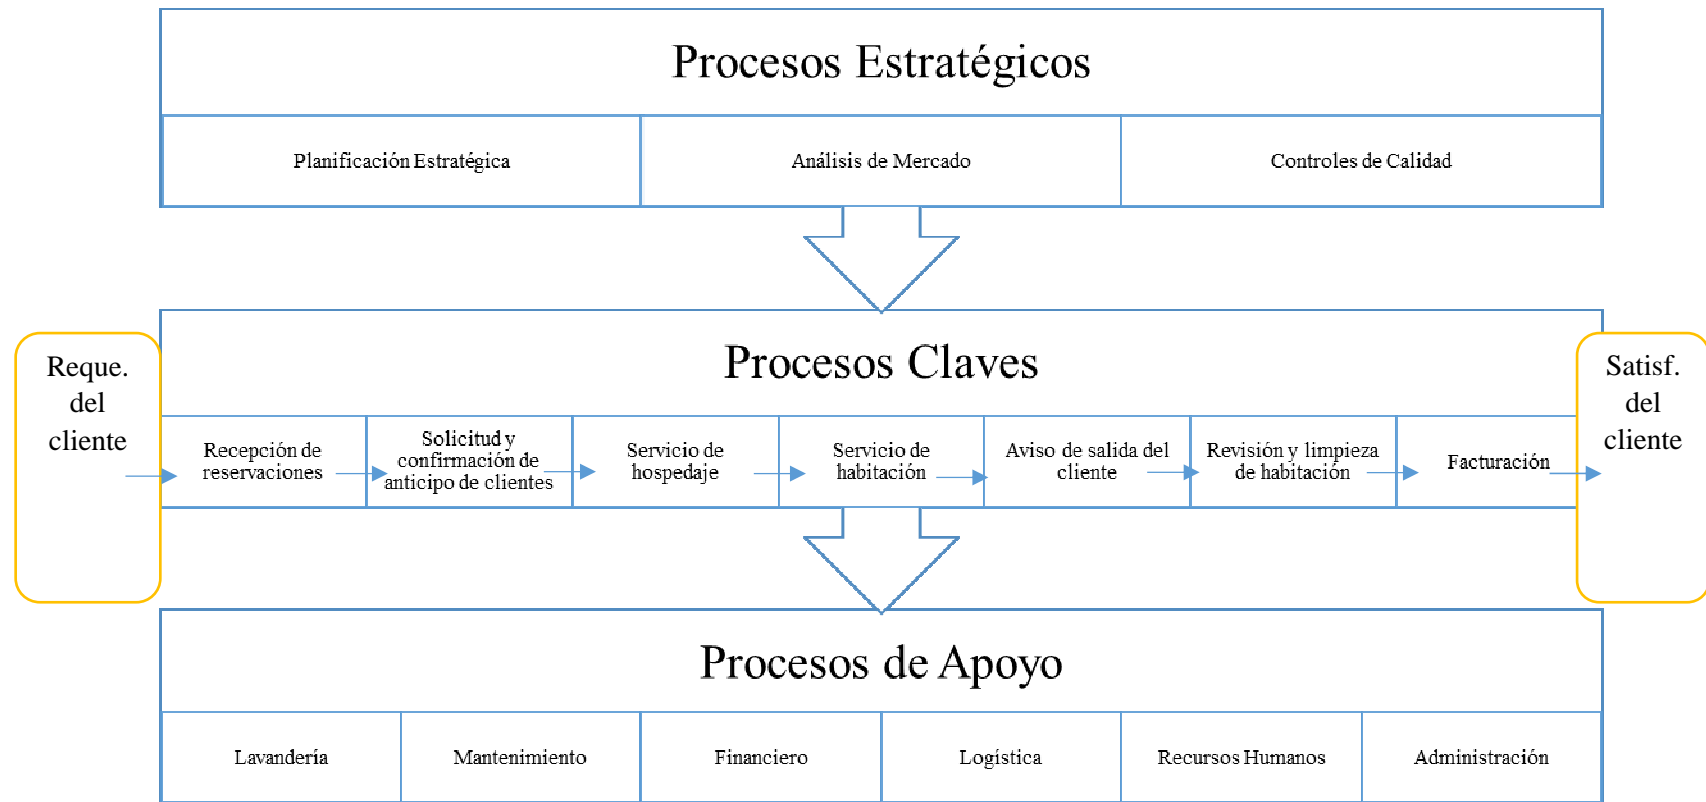 Procesos Estratégicos
Planificación Estratégica
Análisis de Mercado
Controles de Calidad
Reque.
del
cliente
Procesos Claves
Recepción de
reservaciones
Solicitud y
confirmación de
anticipo de clientes
Servicio de
hospedaje
Servicio de
habitación
Aviso de salida del
cliente
Revisión y limpieza
de habitación
Facturación
Satisf.
del
cliente
Procesos de Apoyo
Lavandería
Mantenimiento
Financiero
Logística
Recursos Humanos
Administración